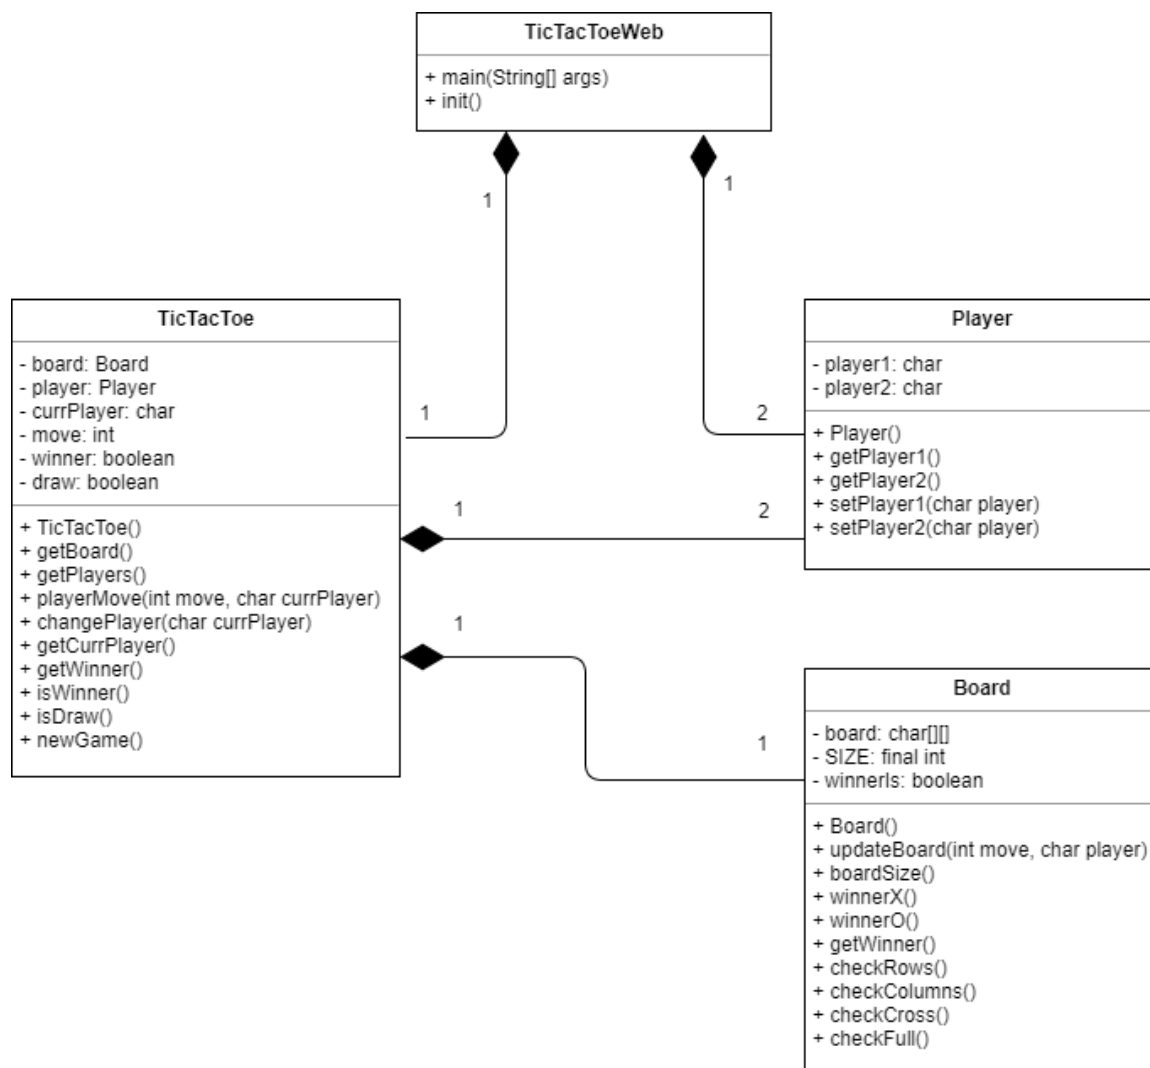 TicTacToeWeb
+ main(String[] args)
+ init()
1
1
TicTacToe
- board: Board
- player: Player
- currPlayer: char
- move: int
- winner: boolean
- draw: boolean
+ TicTacToe()
+ getBoard()
+ getPlayers()
+ playerMove(int move, char currPlayer)
+ changePlayer(char currPlayer)
+ getCurrPlayer()
+ getWinner()
+ isWinner()
+ isDraw()
+ newGame()
1
2
1
2
1
1
Player
- player1: char
- player2: char
+ Player()
+ getPlayer1()
+ getPlayer2()
+ setPlayer1(char player)
+ setPlayer2(char player)
Board
- board: char[][]
- SIZE: final int
- winnerIs: boolean
+ Board()
+ updateBoard(int move, char player)
+ boardSize()
+ winnerX()
+ winnerO()
+ getWinner()
+ checkRows()
+ checkColumns()
+ checkCross()
+ checkFull()